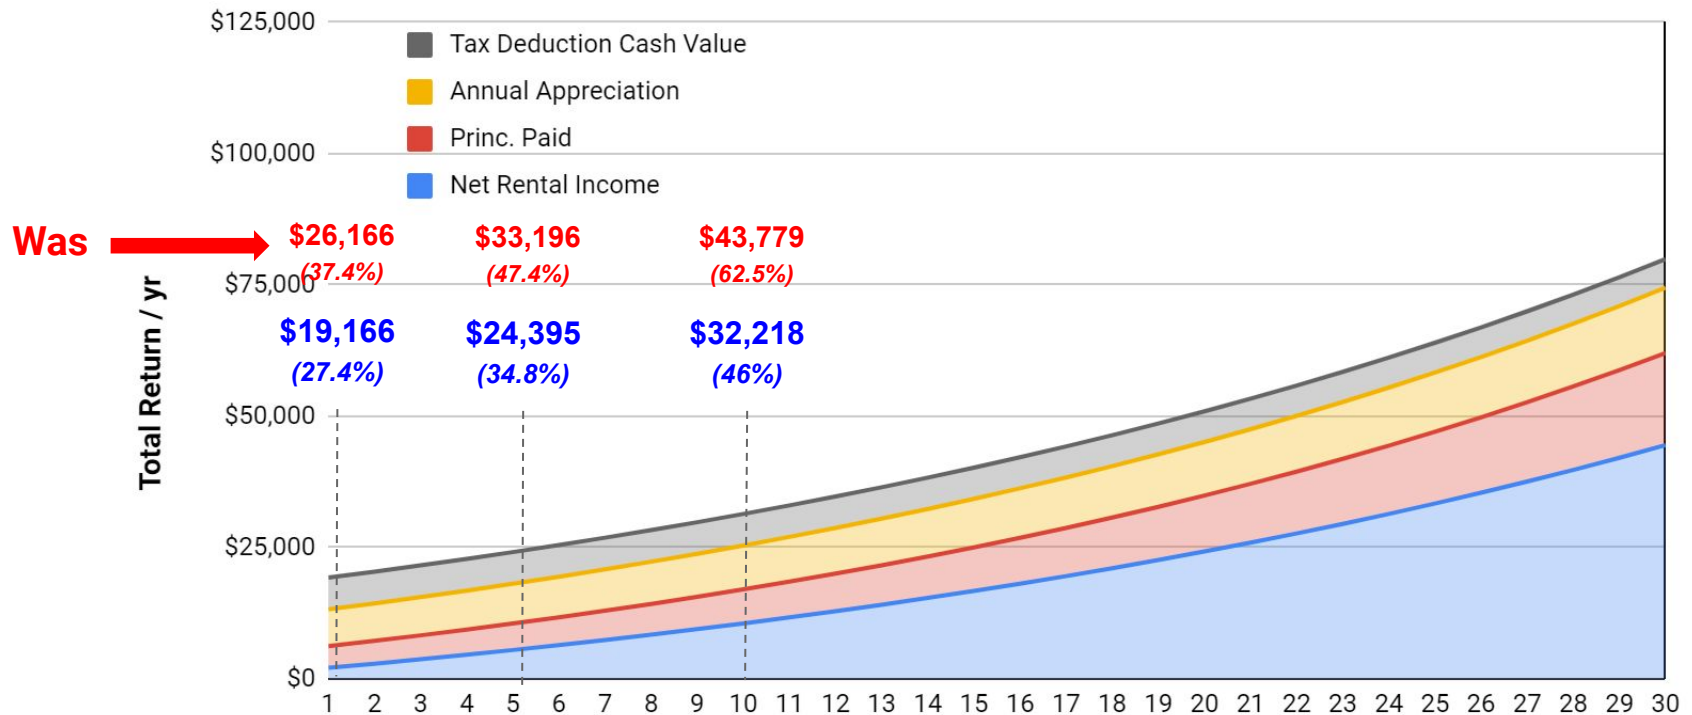 $125,000
Tax Deduction Cash Value
Annual Appreciation
$100,000
Princ. Paid
Net Rental Income
Was
$26,166 $33,196 $43,779
(37.4%) (47.4%) (62.5%)
$75,000
$19,166 $24,395 $32,218
(27.4%) (34.8%) (46%)
Total Return / yr
$50,000
$25,000
$0
1 2 3 4 5 6 7 8 9 10 11 12 13 14 15 16 17 18 19 20 21 22 23 24 25 26 27 28 29 30